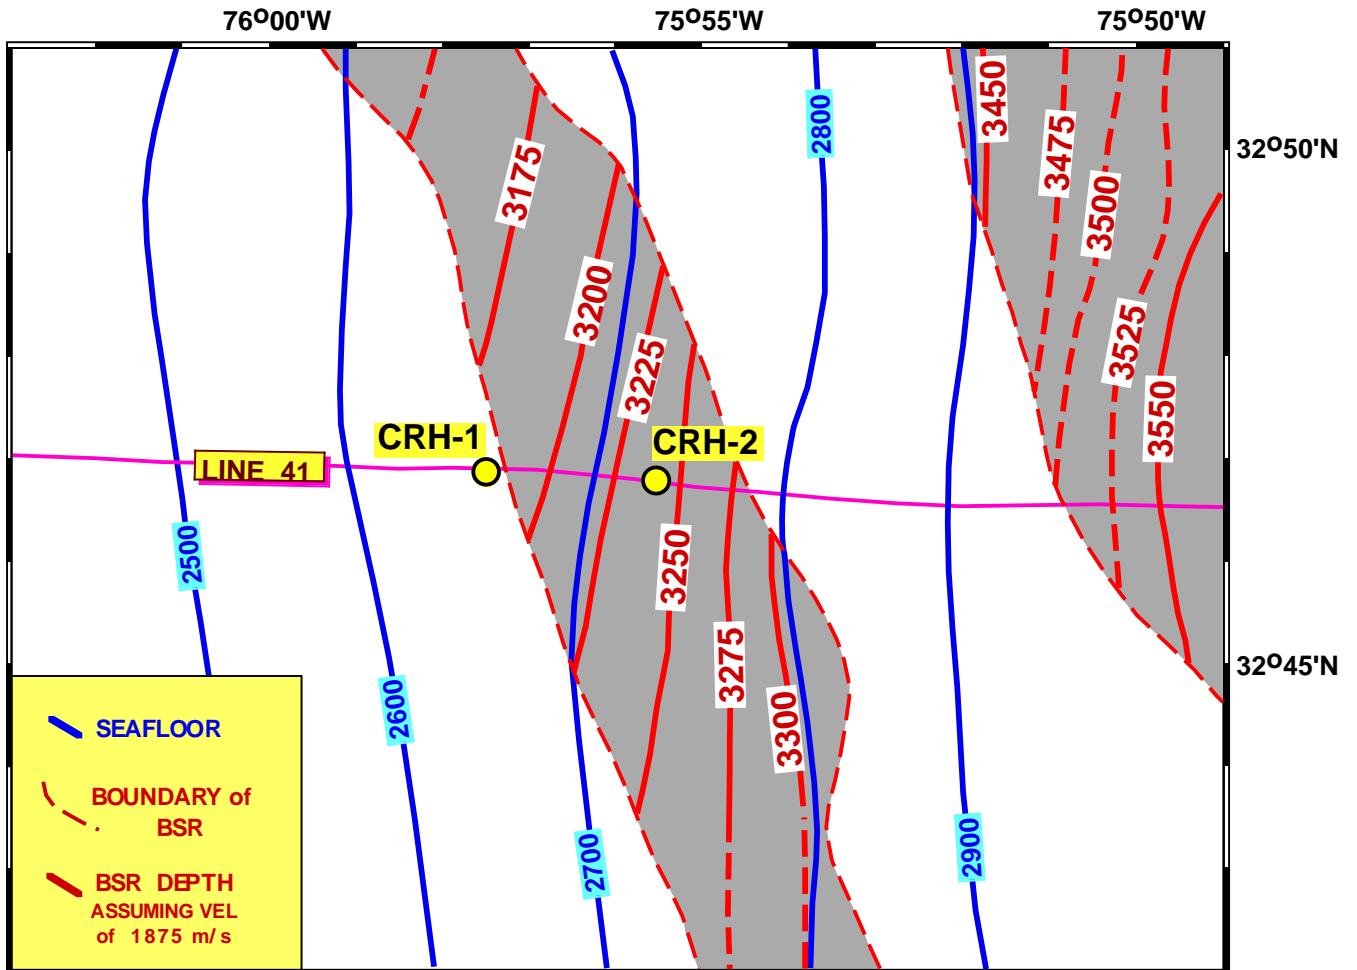 76°00'W 75°55'W 75°50'W
3450
2800
3475
32°50'N
3175
3500
3200
3225
3525
3550
CRH-1
CRH-2
LINE 41
2500
3250
3275
32°45'N
2600
3300
SEAFLOOR
BOUNDARY of
BSR
2700
2900
BSR DEPTH
ASSUMING VEL
of 1875 m/s